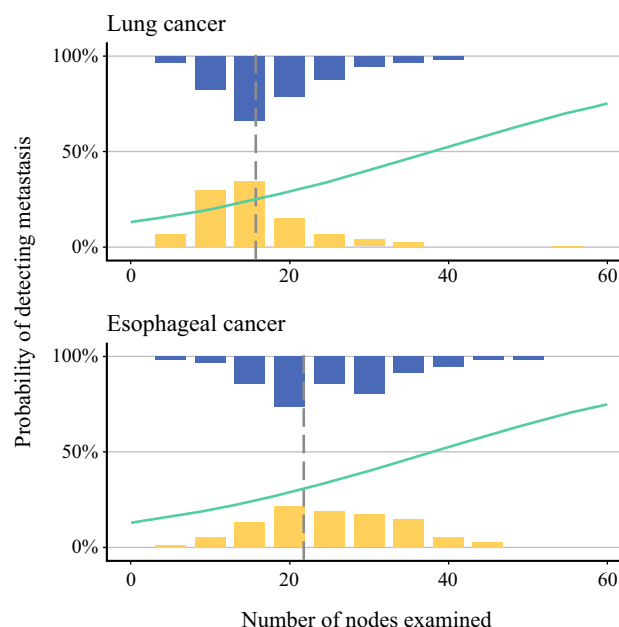 Lung cancer
100%
50%
0%
0 20 40 60
Esophageal cancer
100%
50%
0%
0 20 40 60
Number of nodes examined
Probability of detecting metastasis